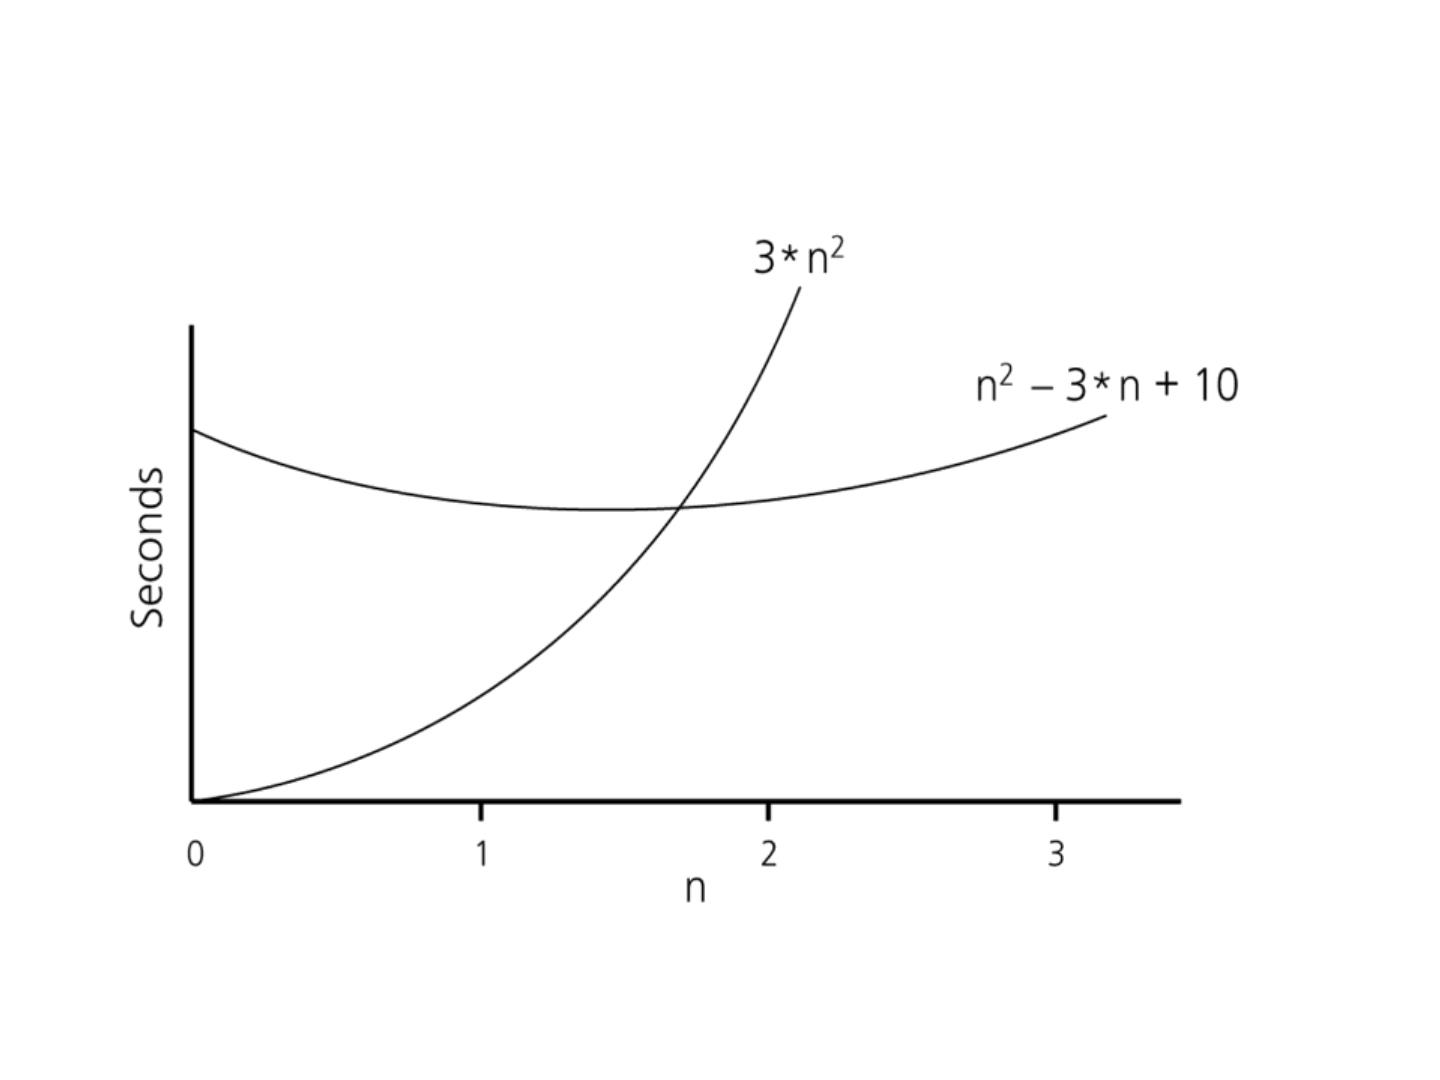 3*n²
n² – 3*n + 10
Seconds
0 1 2 3
n